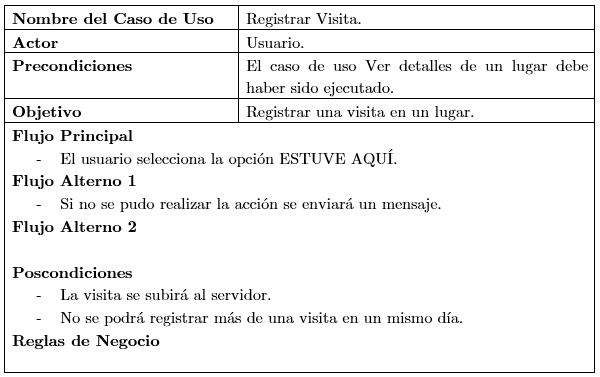 Nombre del Caso de Uso Registrar Visita.
Actor Usuario.
Precondiciones El caso de uso Ver detalles de un lugar debe
haber sido ejecutado.
Objetivo Registrar una visita en un lugar.
Flujo Principal
- El usuario selecciona la opción ESTUVE AQUÍ.
Flujo Alterno 1
- Si no se pudo realizar la acción se enviará un mensaje.
Flujo Alterno 2
Poscondiciones
- La visita se subirá al servidor.
- No se podrá registrar más de una visita en un mismo día.
Reglas de Negocio